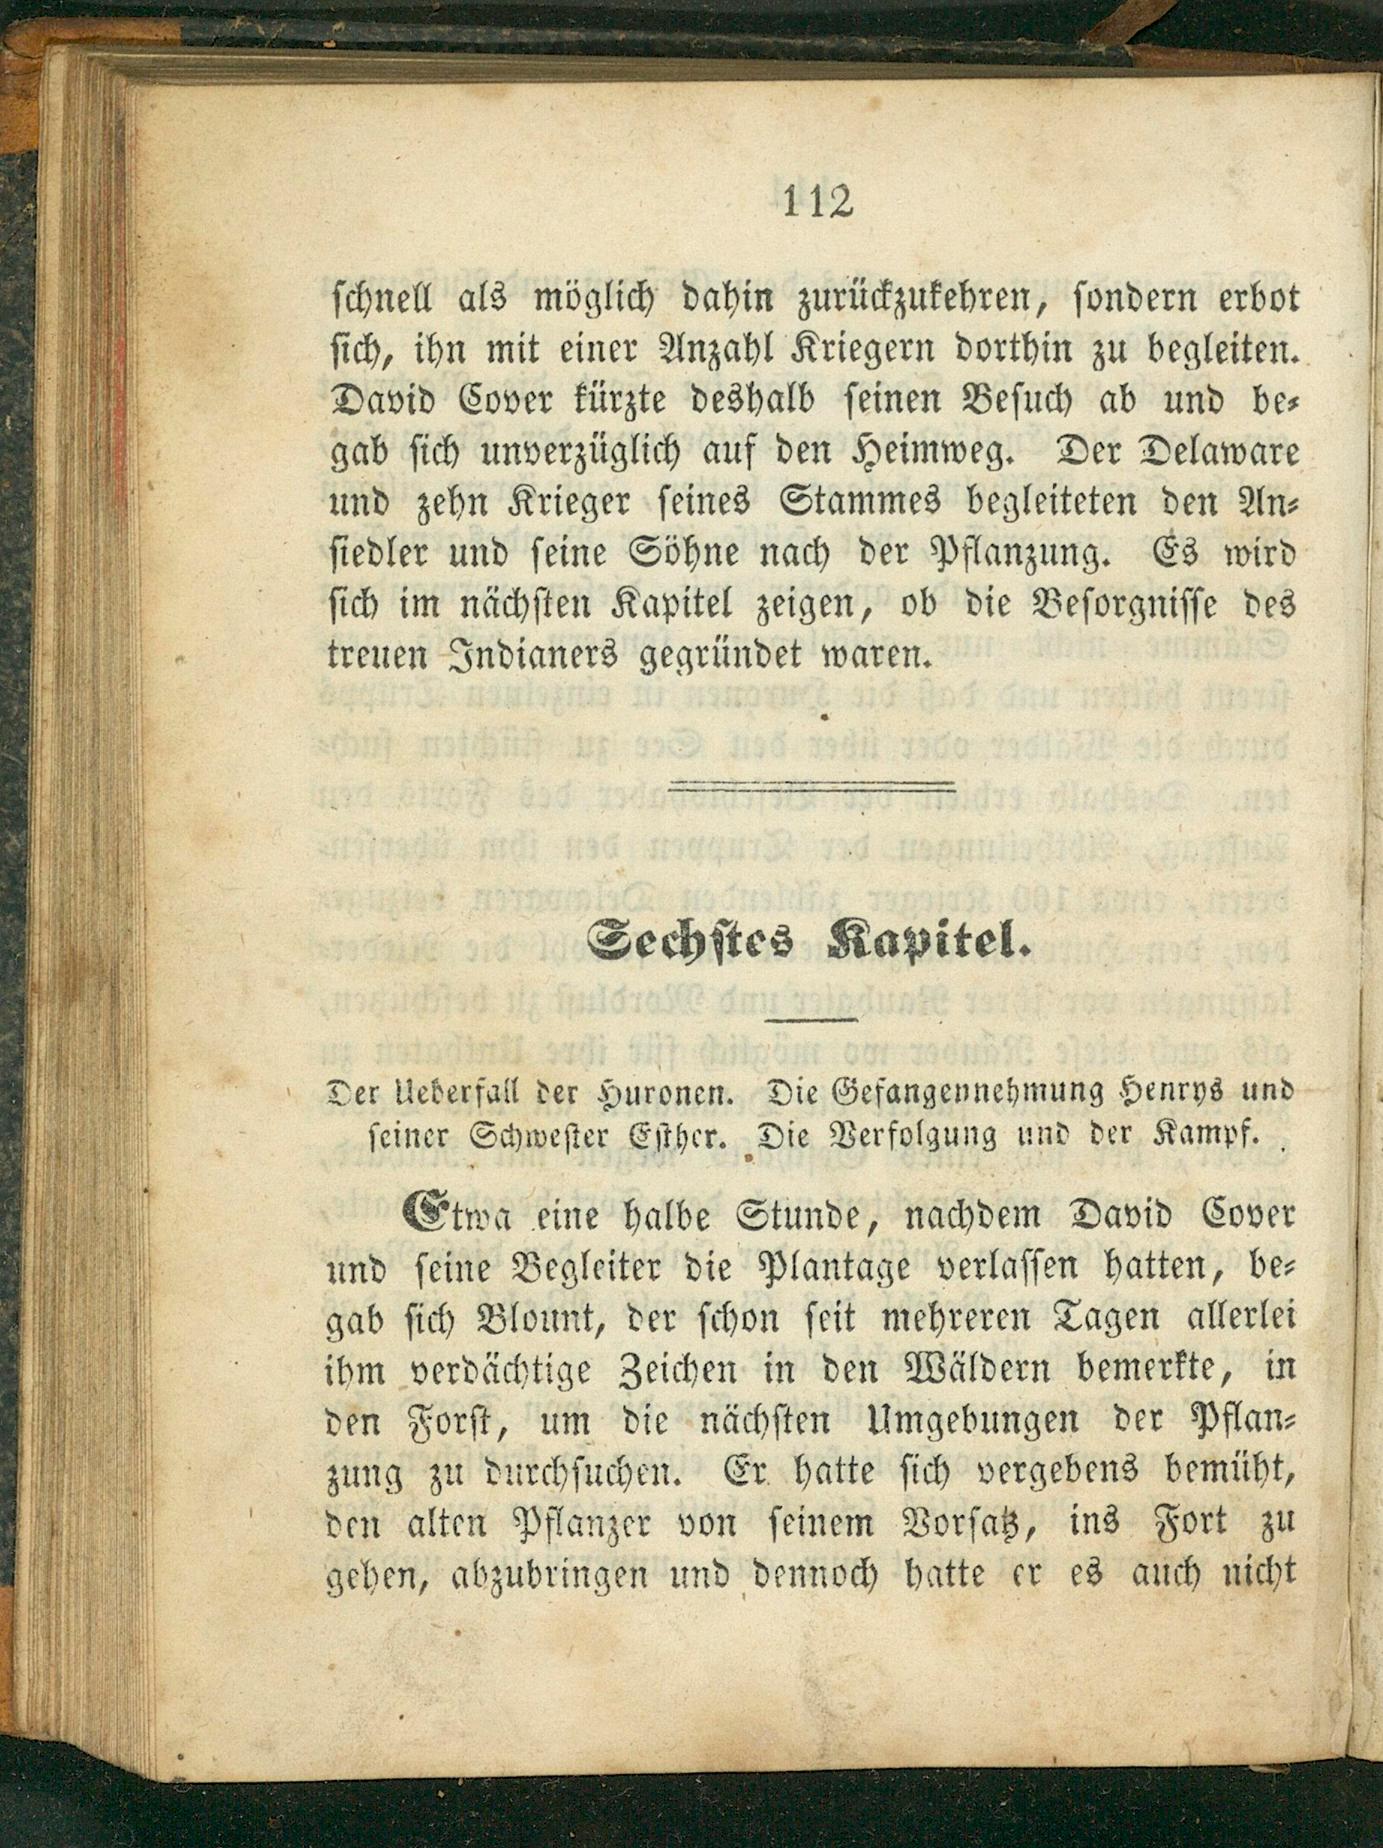 112
schnell als möglich dahin zurückzukehren, sondern erbot
sich, ihn mit einer Anzahl Kriegern dorthin zu begleiten.
David Cover kürzte deshalb seinen Besuch ab und be-
gab sich unverzüglich auf den Heimweg. Der Delaware
und zehn Krieger seines Stammes begleiteten den An-
siedler und seine Söhne nach der Pflanzung. Es wird
sich im nächsten Kapitel zeigen, ob die Besorgnisse des
treuen Indianers gegründet waren.
Sechstes Kapitel.
Der Ueberfall der Huronen. Die Gefangennehmung Henrys und
seiner Schwester Esther. Die Verfolgung und der Kampf.
Etwa eine halbe Stunde, nachdem David Cover
und seine Begleiter die Plantage verlassen hatten, be-
gab sich Blount, der schon seit mehreren Tagen allerlei
ihm verdächtige Zeichen in den Wäldern bemerkte, in
den Forst, um die nächsten Umgebungen der Pflan-
zung zu durchsuchen. Er hatte sich vergebens bemüht,
den alten Pflanzer von seinem Vorsatz, ins Fort zu
gehen, abzubringen und dennoch hatte er es auch nicht